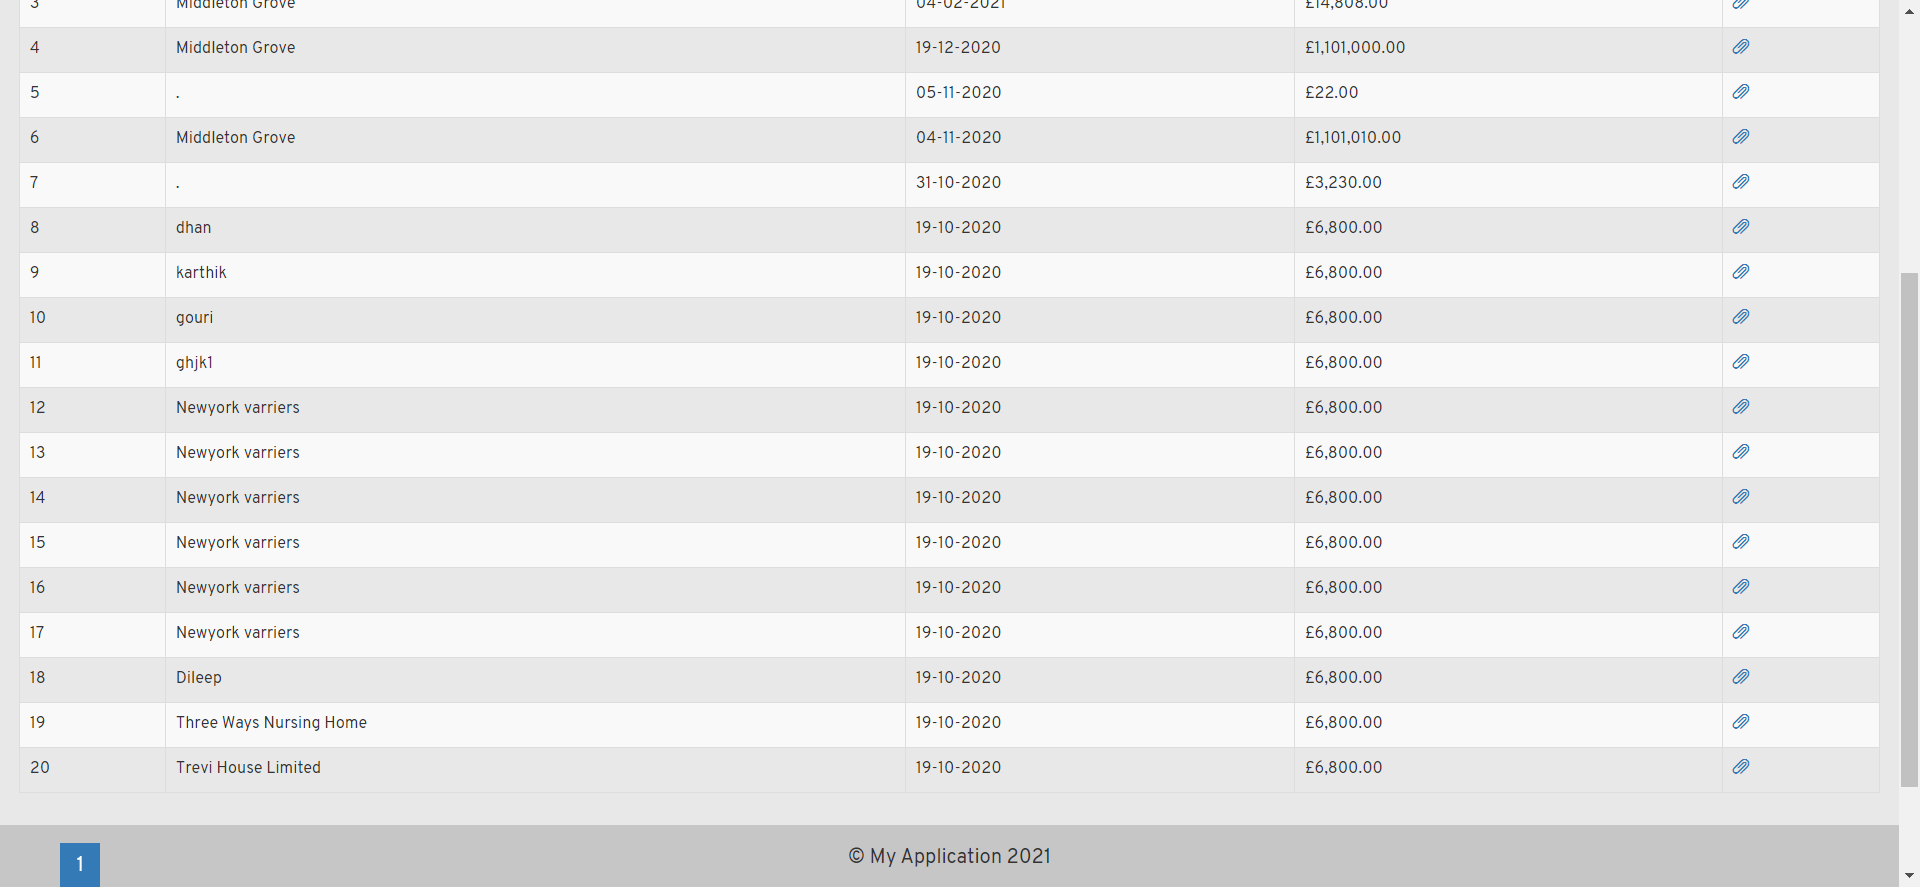 3 Middleton Grove 04-02-2021 £14,808.00
4 Middleton Grove 19-12-2020 £1,101,000.00
5 . 05-11-2020 £22.00
6 Middleton Grove 04-11-2020 £1,101,010.00
7 . 31-10-2020 £3,230.00
8 dhan 19-10-2020 £6,800.00
9 karthik 19-10-2020 £6,800.00
10 gouri 19-10-2020 £6,800.00
11 ghjk1 19-10-2020 £6,800.00
12 Newyork varriers 19-10-2020 £6,800.00
13 Newyork varriers 19-10-2020 £6,800.00
14 Newyork varriers 19-10-2020 £6,800.00
15 Newyork varriers 19-10-2020 £6,800.00
16 Newyork varriers 19-10-2020 £6,800.00
17 Newyork varriers 19-10-2020 £6,800.00
18 Dileep 19-10-2020 £6,800.00
19 Three Ways Nursing Home 19-10-2020 £6,800.00
20 Trevi House Limited 19-10-2020 £6,800.00
© My Application 2021
1